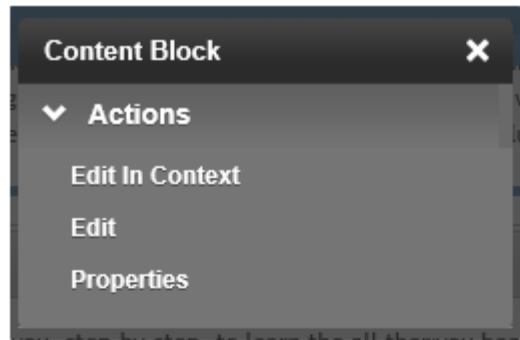 Content Block
Actions
Edit In Context
Edit
Properties